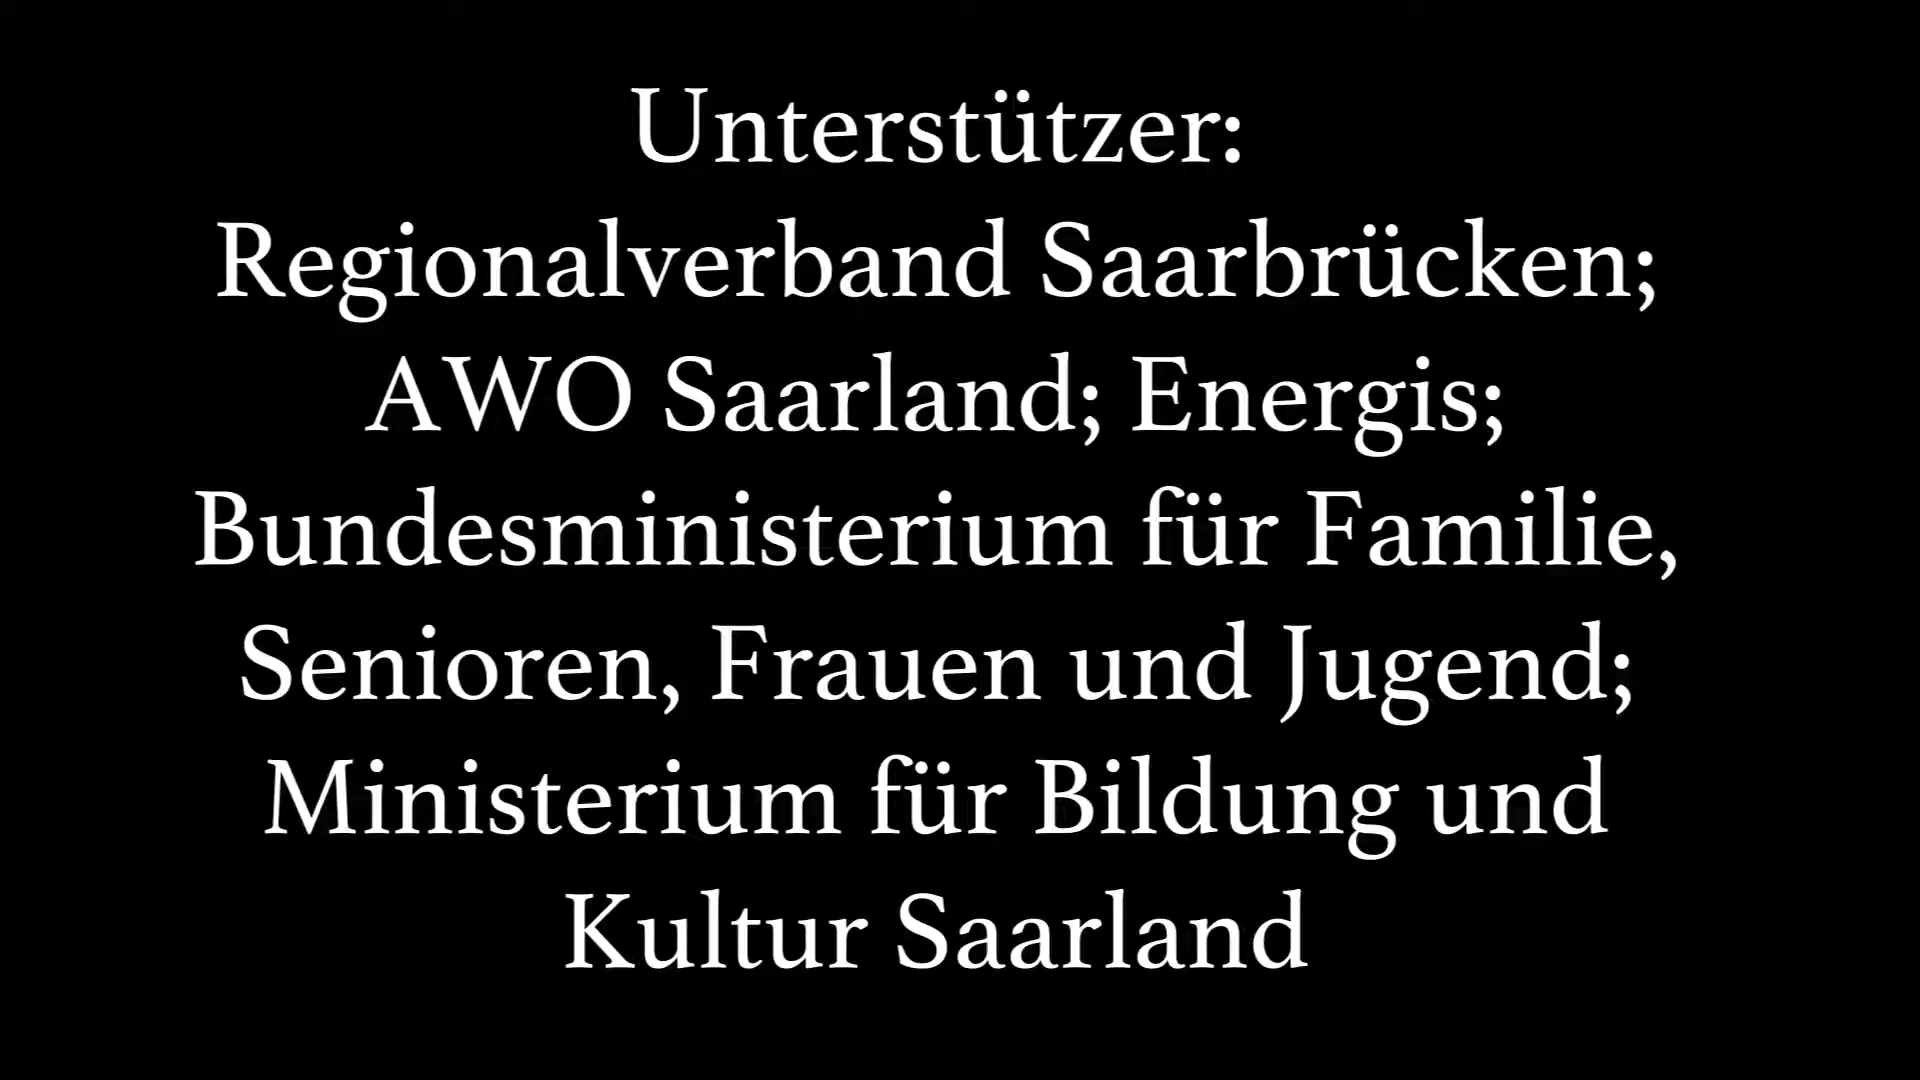 Unterstützer:
Regionalverband Saarbrücken;
AWO Saarland; Energis;
Bundesministerium für Familie,
Senioren, Frauen und Jugend;
Ministerium für Bildung und
Kultur Saarland